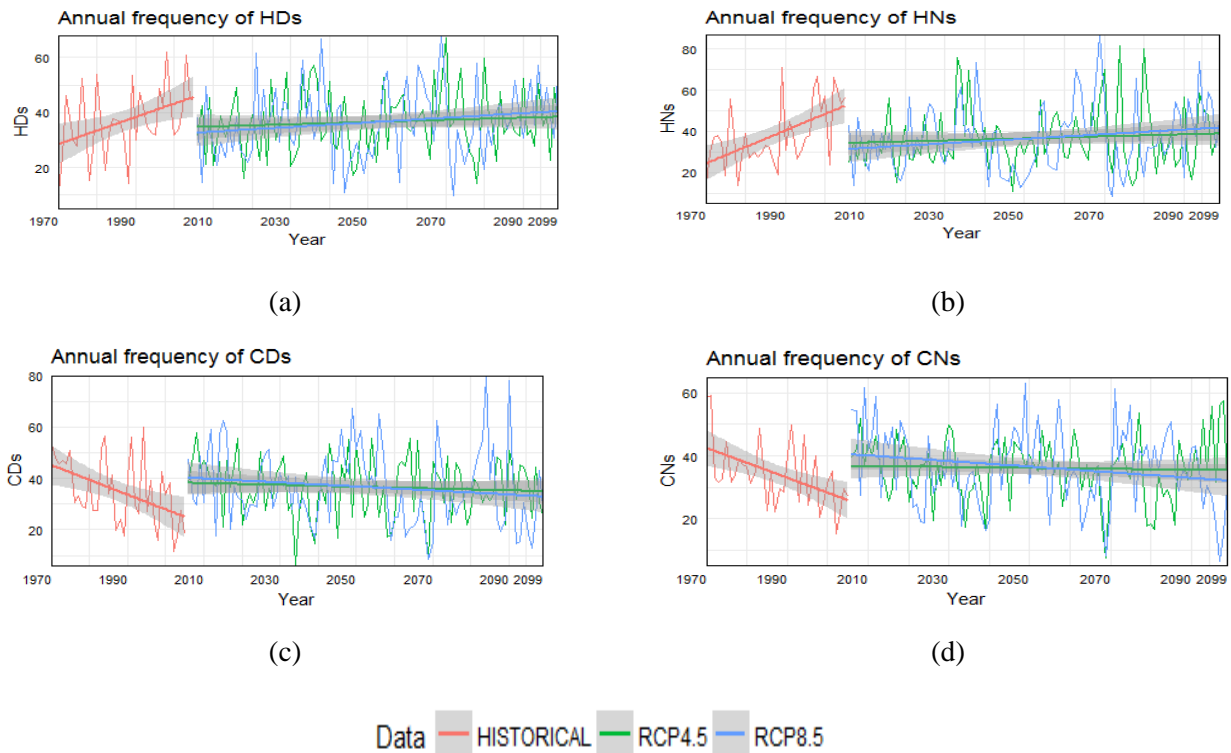 Annual frequency of HDs
HDs
60
40
20
1970 1990 2010 2030 2050 2070 2090 2099
Year
(a)
Annual frequency of HNs
HNs
80
60
40
20
1970 1990 2010 2030 2050 2070 2090 2099
Year
(b)
Annual frequency of CDs
CDs
80
60
40
20
1970 1990 2010 2030 2050 2070 2090 2099
Year
(c)
Annual frequency of CNs
CNs
60
40
20
1970 1990 2010 2030 2050 2070 2090 2099
Year
(d)
Data HISTORICAL RCP4.5 RCP8.5